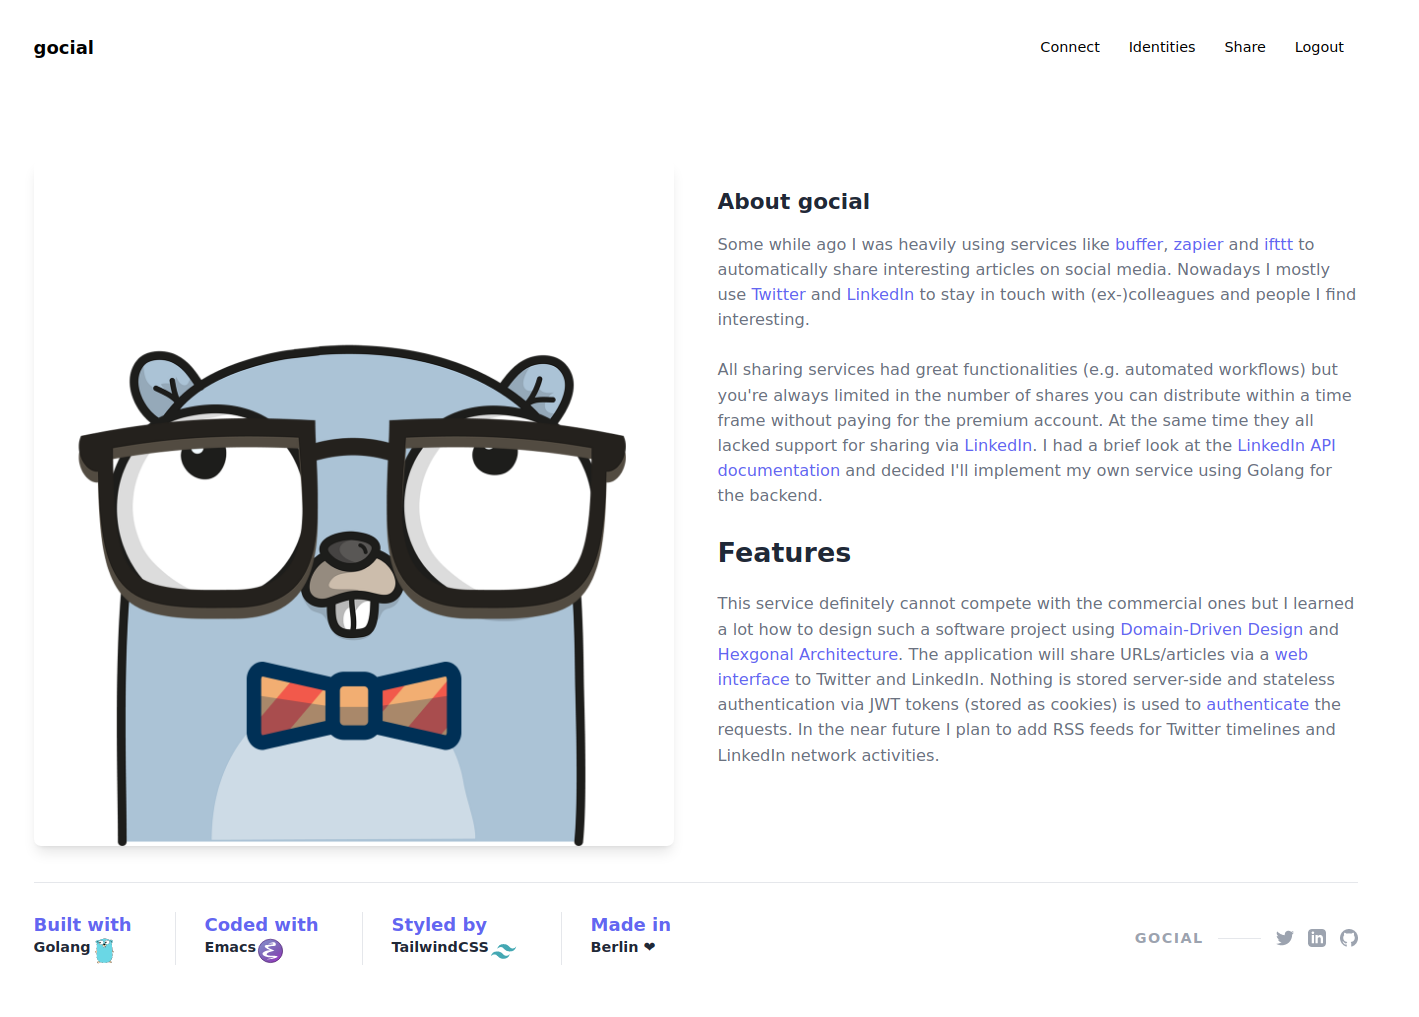 gocial
Connect Identities Share Logout
About gocial
Some while ago I was heavily using services like buffer, zapier and ifttt to
automatically share interesting articles on social media. Nowadays I mostly
use Twitter and LinkedIn to stay in touch with (ex-)colleagues and people I find
interesting.
All sharing services had great functionalities (e.g. automated workflows) but
you're always limited in the number of shares you can distribute within a time
frame without paying for the premium account. At the same time they all
lacked support for sharing via LinkedIn. I had a brief look at the LinkedIn API
documentation and decided I'll implement my own service using Golang for
the backend.
Features
This service definitely cannot compete with the commercial ones but I learned
a lot how to design such a software project using Domain-Driven Design and
Hexgonal Architecture. The application will share URLs/articles via a web
interface to Twitter and LinkedIn. Nothing is stored server-side and stateless
authentication via JWT tokens (stored as cookies) is used to authenticate the
requests. In the near future I plan to add RSS feeds for Twitter timelines and
LinkedIn network activities.
Built with
Golang
Coded with
Emacs
Styled by
TailwindCSS
Made in
Berlin ❤
GOCIAL